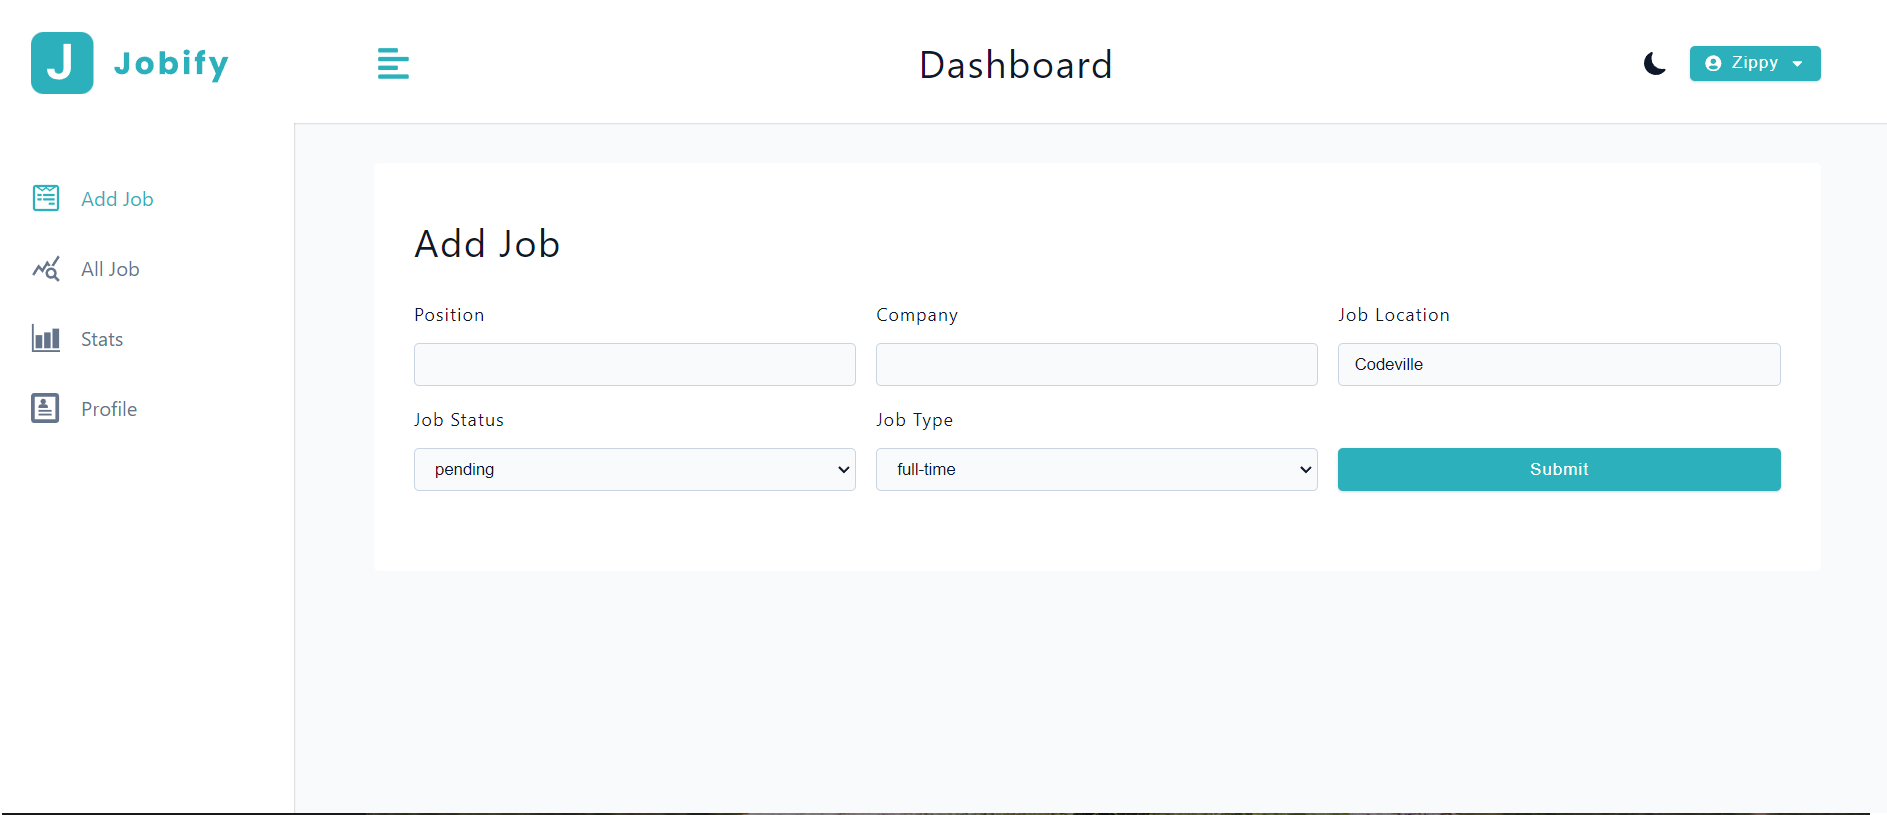 J Jobify
Dashboard
Zippy
Add Job
All Job
Stats
Profile
Add Job
Position Company Job Location
Codeville
Job Status Job Type
pending full-time Submit